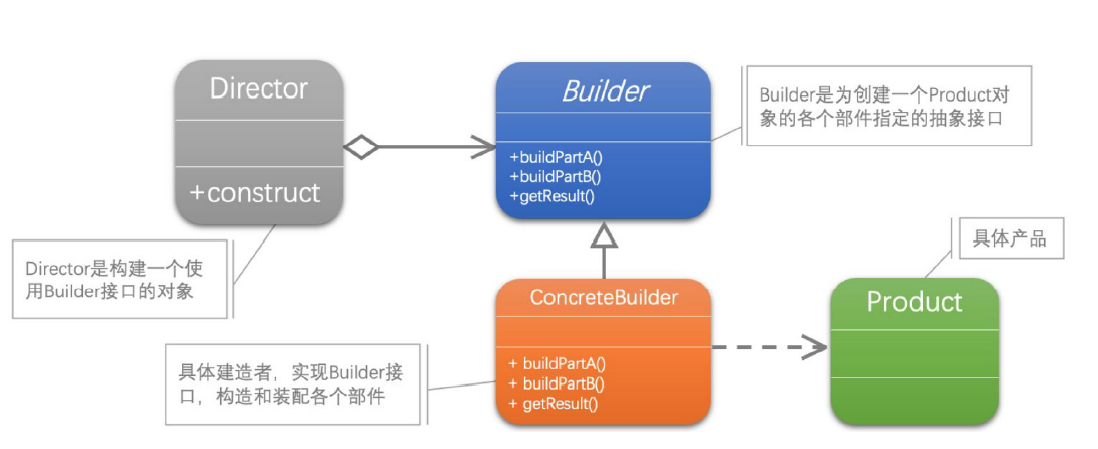 Director
+construct
Builder
+buildPartA()
+buildPartB()
+getResult()
Builder是为创建一个Product对
象的各个部件指定的抽象接口
Director是构建一个使
用Builder接口的对象
具体产品
ConcreteBuilder
+ buildPartA()
+ buildPartB()
+ getResult()
Product
具体建造者，实现Builder接
口，构造和装配各个部件